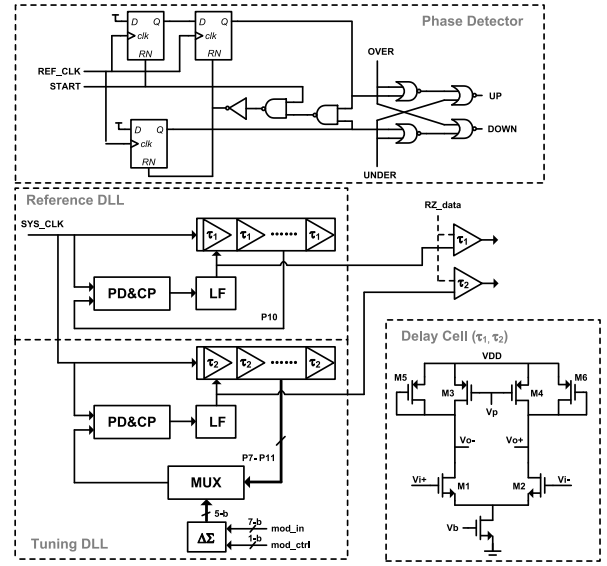 Phase Detector
D Q
clk
RN
D Q
clk
RN
REF_CLK
START
D Q
clk
RN
OVER
UP
DOWN
UNDER
Reference DLL
SYS_CLK
τ1 τ1 ...... τ1
PD&CP
LF
P10
RZ_data
τ1
τ2
τ2 τ2 ...... τ2
PD&CP
LF
P7- P11
MUX
5-b
ΔΣ
7-b mod_in
1-b mod_ctrl
Tuning DLL
Delay Cell (τ1, τ2)
VDD
M5 M3 M4 M6
Vp
Vo- Vo+
Vi+ M1 M2 Vi-
Vb